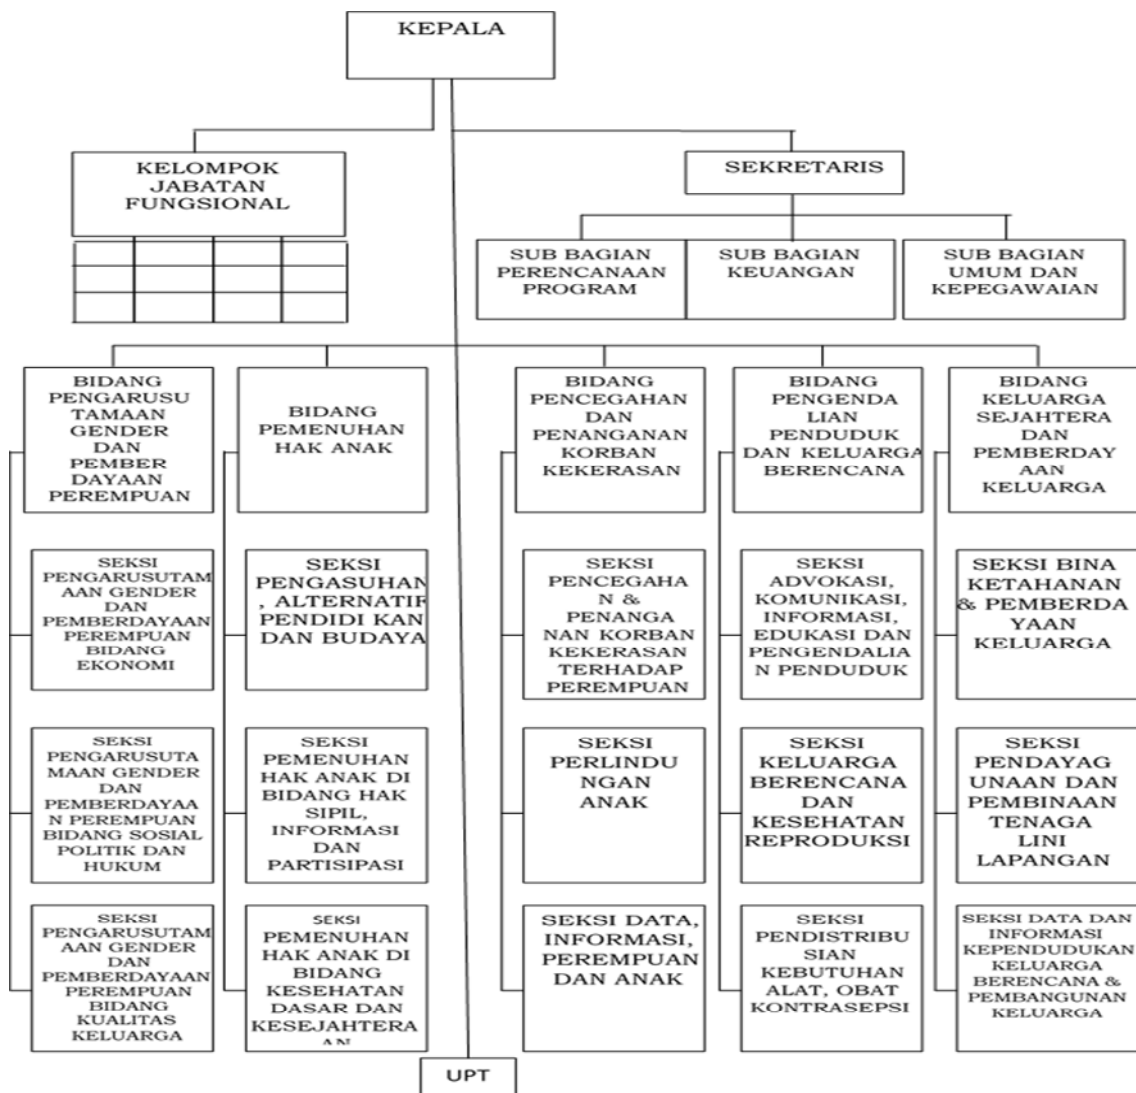 KEPALA
KELOMPOK
JABATAN
FUNGSIONAL
SEKRETARIS
SUB BAGIAN
PERENCANAAN
PROGRAM
SUB BAGIAN
KEUANGAN
SUB BAGIAN
UMUM DAN
KEPEGAWAIAN
BIDANG
PENGARUSU
TAMAAN
GENDER
DAN
PEMBER
DAYAAN
PEREMPUAN
BIDANG
PEMENUHAN
HAK ANAK
BIDANG
PENCEGAHAN
DAN
PENANGANAN
KORBAN
KEKERASAN
BIDANG
PENGENDA
LIAN
PENDUDUK
DAN KELUARGA
BERENCANA
BIDANG
KELUARGA
SEJAHTERA
DAN
PEMBERDAY
AAN
KELUARGA
SEKSI
PENGARUSUTAM
AAN GENDER
DAN
PEMBERDAYAAN
PEREMPUAN
BIDANG
EKONOMI
SEKSI
PENGASUHAN
, ALTERNATIF
PENDIDI KAN
DAN BUDAYA
SEKSI
PENCEGAHA
N &
PENANGA
NAN KORBAN
KEKERASAN
TERHADAP
PEREMPUAN
SEKSI
ADVOKASI,
KOMUNIKASI,
INFORMASI,
EDUKASI DAN
PENGENDALIA
N PENDUDUK
SEKSI BINA
KETAHANAN
& PEMBERDA
YAAN
KELUARGA
SEKSI
PENGARUSUTA
MAAN GENDER
DAN
PEMBERDAYAA
N PEREMPUAN
BIDANG SOSIAL
POLITIK DAN
HUKUM
SEKSI
PEMENUHAN
HAK ANAK DI
BIDANG HAK
SIPIL,
INFORMASI
DAN
PARTISIPASI
SEKSI
PERLINDU
NGAN
ANAK
SEKSI
KELUARGA
BERENCANA
DAN
KESEHATAN
REPRODUKSI
SEKSI
PENDAYAG
UNAAN DAN
PEMBINAAN
TENAGA
LINI
LAPANGAN
SEKSI
PENGARUSUTAM
AAN GENDER
DAN
PEMBERDAYAAN
PEREMPUAN
BIDANG
KUALITAS
KELUARGA
SEKSI
PEMENUHAN
HAK ANAK DI
BIDANG
KESEHATAN
DASAR DAN
KESEJAHTERA
AN
SEKSI DATA,
INFORMASI,
PEREMPUAN
DAN ANAK
SEKSI
PENDISTRIBU
SIAN
KEBUTUHAN
ALAT, OBAT
KONTRASEPSI
SEKSI DATA DAN
INFORMASI
KEPENDUDUKAN
KELUARGA
BERENCANA &
PEMBANGUNAN
KELUARGA
UPT